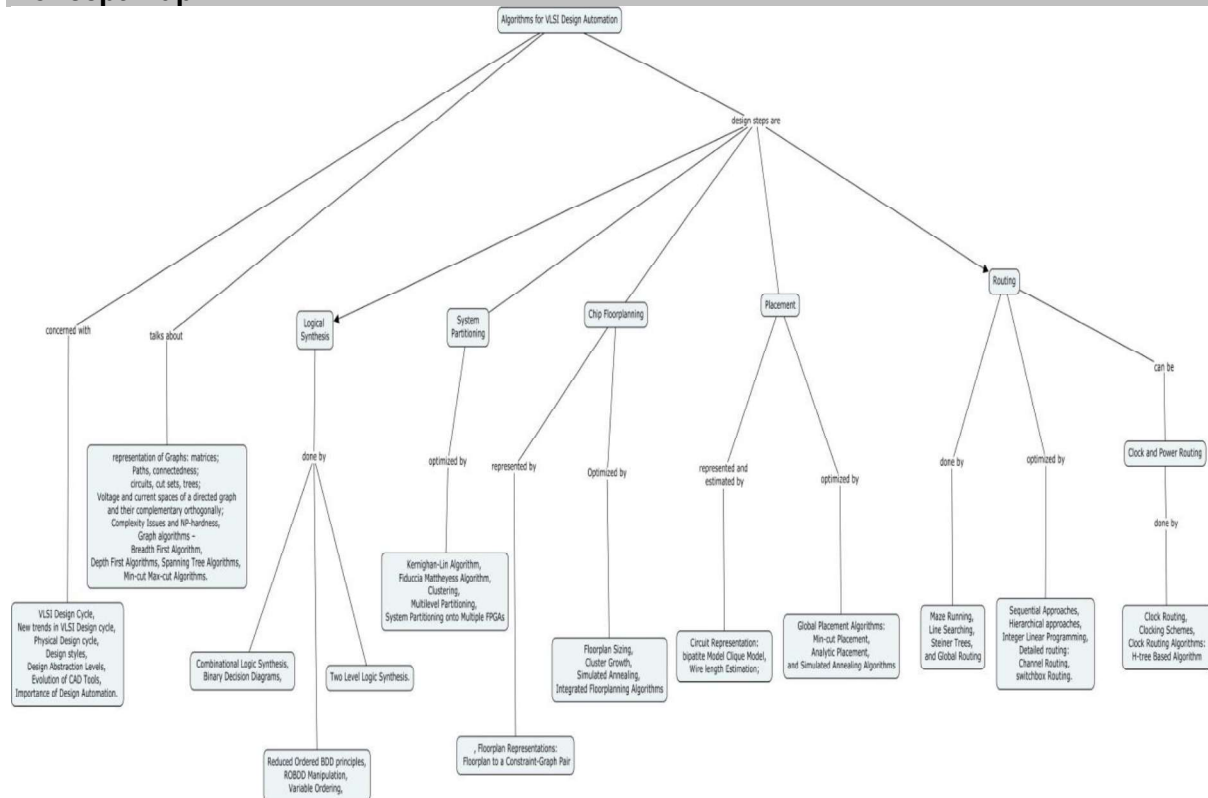 Algorithms for VLSI Design Automation
design steps are
concerned with
talks about
Logical
Synthesis
System
Partitioning
Chip Floorplanning
Placement
Routing
can be
representation of Graphs: matrices;
Paths, connectedness;
circuits, cut sets, trees;
Voltage and current spaces of a directed graph
and their complementary orthogonally;
Complexity Issues and NP-hardness,
Graph algorithms –
Breadth First Algorithm,
Depth First Algorithms, Spanning Tree Algorithms,
Min-cut Max-cut Algorithms.
done by
optimized by
represented by
Optimized by
represented and
estimated by
optimized by
done by
optimized by
Clock and Power Routing
done by
VLSI Design Cycle,
New trends in VLSI Design cycle,
Physical Design cycle,
Design styles,
Design Abstraction Levels,
Evolution of CAD Tools,
Importance of Design Automation.
Combinational Logic Synthesis,
Binary Decision Diagrams,
Two Level Logic Synthesis.
Kernighan-Lin Algorithm,
Fiduccia Mattheyess Algorithm,
Clustering,
Multilevel Partitioning,
System Partitioning onto Multiple FPGAs
Floorplan Sizing,
Cluster Growth,
Simulated Annealing,
Integrated Floorplanning Algorithms
Circuit Representation:
bipatite Model Clique Model,
Wire length Estimation;
Global Placement Algorithms:
Min-cut Placement,
Analytic Placement,
and Simulated Annealing Algorithms
Maze Running,
Line Searching,
Steiner Trees,
and Global Routing
Sequential Approaches,
Hierarchical approaches,
Integer Linear Programming,
Detailed routing:
Channel Routing,
switchbox Routing.
Clock Routing,
Clocking Schemes,
Clock Routing Algorithms:
H-tree Based Algorithm
Reduced Ordered BDD principles,
ROBDD Manipulation,
Variable Ordering,
, Floorplan Representations:
Floorplan to a Constraint-Graph Pair